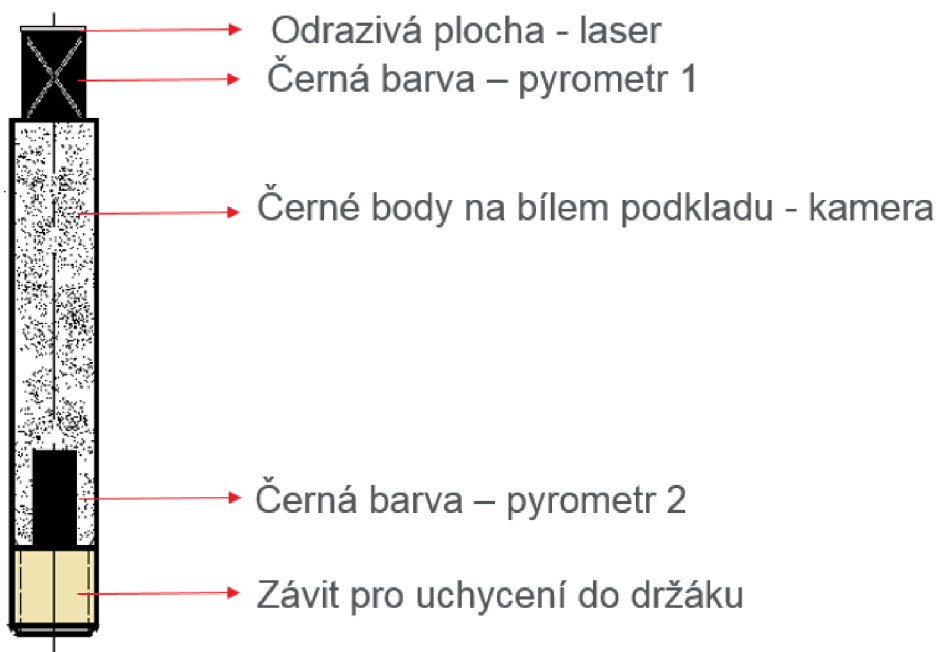 Odrazivá plocha - laser
Černá barva – pyrometr 1
Černé body na bílem podkladu - kamera
Černá barva – pyrometr 2
Závit pro uchycení do držáku